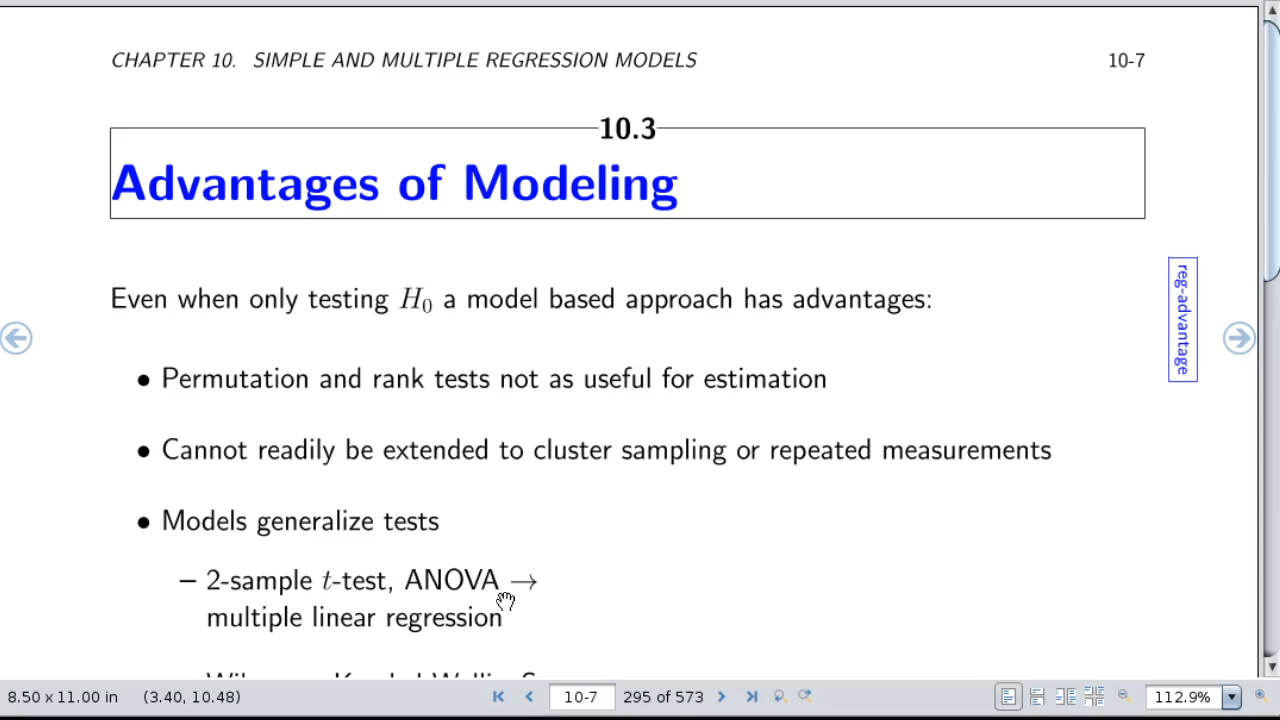 CHAPTER 10. SIMPLE AND MULTIPLE REGRESSION MODELS 10-7
10.3
Advantages of Modeling
reg-advantage
Even when only testing H₀ a model based approach has advantages:
• Permutation and rank tests not as useful for estimation
• Cannot readily be extended to cluster sampling or repeated measurements
• Models generalize tests
– 2-sample t-test, ANOVA →
multiple linear regression
8.50 x 11.00 in (3.40, 10.48) 10-7 295 of 573 112.9%